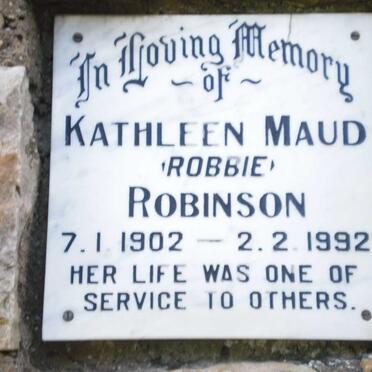 In Loving Memory
~ of ~
KATHLEEN MAUD
'ROBBIE'
ROBINSON
7.1.1902 — 2.2.1992
HER LIFE WAS ONE OF
SERVICE TO OTHERS.